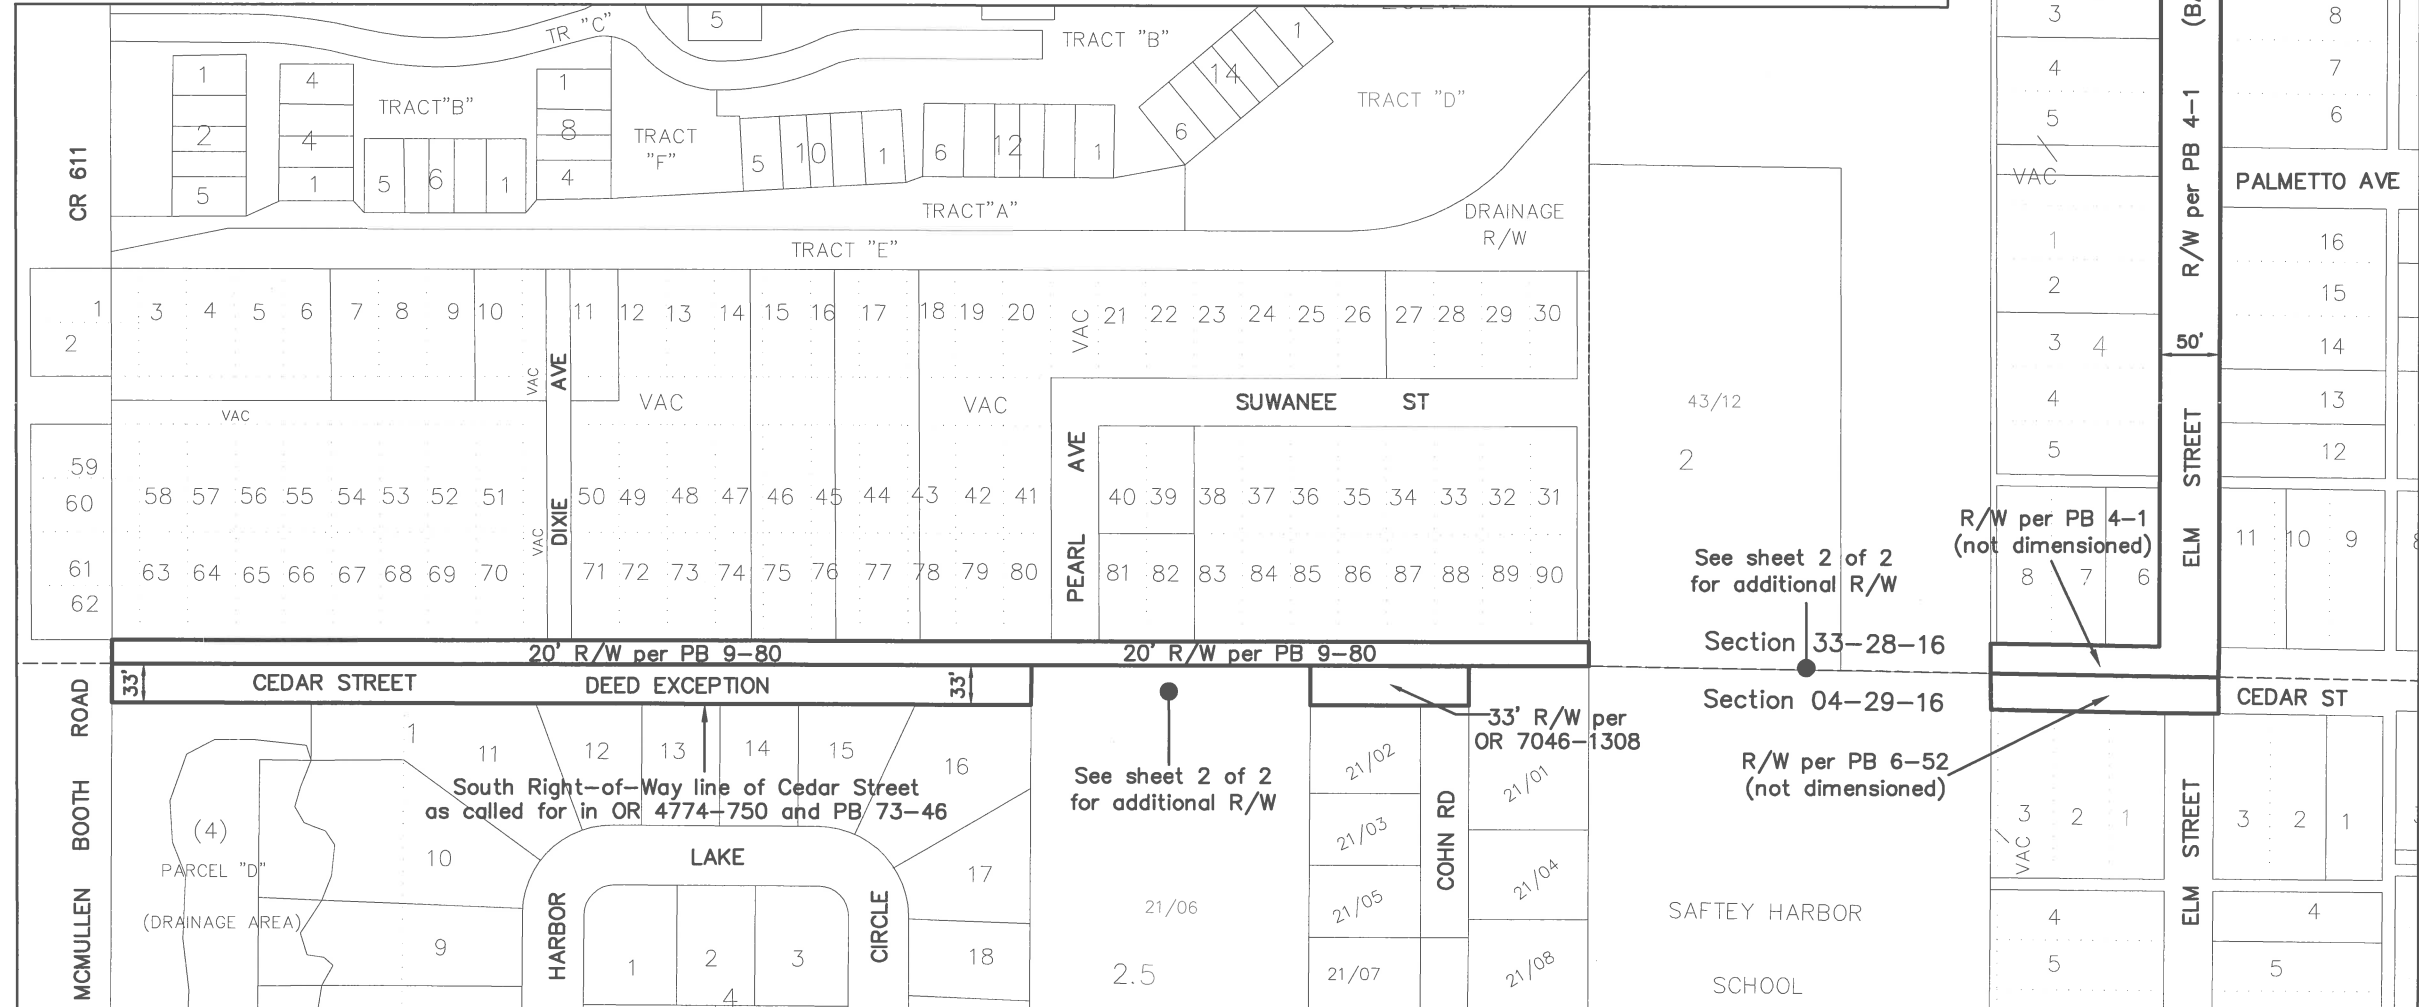 CR 611
MCMULLEN BOOTH ROAD
TR "C"
5
TRACT "B"
1
14
6
TRACT "D"
1
2
5
4
4
1
TRACT"B"
5 6 1
1
8
4
TRACT
"F"
5 10 1
6 12 1
TRACT"A"
DRAINAGE
R/W
TRACT "E"
1
2
3 4 5 6 7 8 9 10 11 12 13 14 15 16 17 18 19 20 VAC 21 22 23 24 25 26 27 28 29 30
VAC
DIXIE AVE
VAC
VAC
VAC
VAC
SUWANEE ST
PEARL AVE
59
60
58 57 56 55 54 53 52 51 50 49 48 47 46 45 44 43 42 41 40 39 38 37 36 35 34 33 32 31
61
62
63 64 65 66 67 68 69 70 71 72 73 74 75 76 77 78 79 80 81 82 83 84 85 86 87 88 89 90
43/12
2
20' R/W per PB 9-80
20' R/W per PB 9-80
33'
CEDAR STREET
DEED EXCEPTION
33'
South Right-of-Way line of Cedar Street
as called for in OR 4774-750 and PB 73-46
See sheet 2 of 2
for additional R/W
33' R/W per
OR 7046-1308
See sheet 2 of 2
for additional R/W
Section 33-28-16
Section 04-29-16
R/W per PB 4-1
(not dimensioned)
R/W per PB 6-52
(not dimensioned)
3
4
5
VAC
1
2
3 4
4
5
8 7 6
R/W per PB 4-1
50'
ELM STREET
8
7
6
PALMETTO AVE
16
15
14
13
12
11 10 9
CEDAR ST
1
11
12 13 14 15 16
10
9
(4)
PARCEL "D"
(DRAINAGE AREA)
LAKE
HARBOR
CIRCLE
1 2 3
4
17
18
21/06
2.5
21/02
21/03
21/05
21/07
COHN RD
21/01
21/04
21/08
SAFTEY HARBOR
SCHOOL
3 2 1
VAC
4
5
ELM STREET
3 2 1
4
5